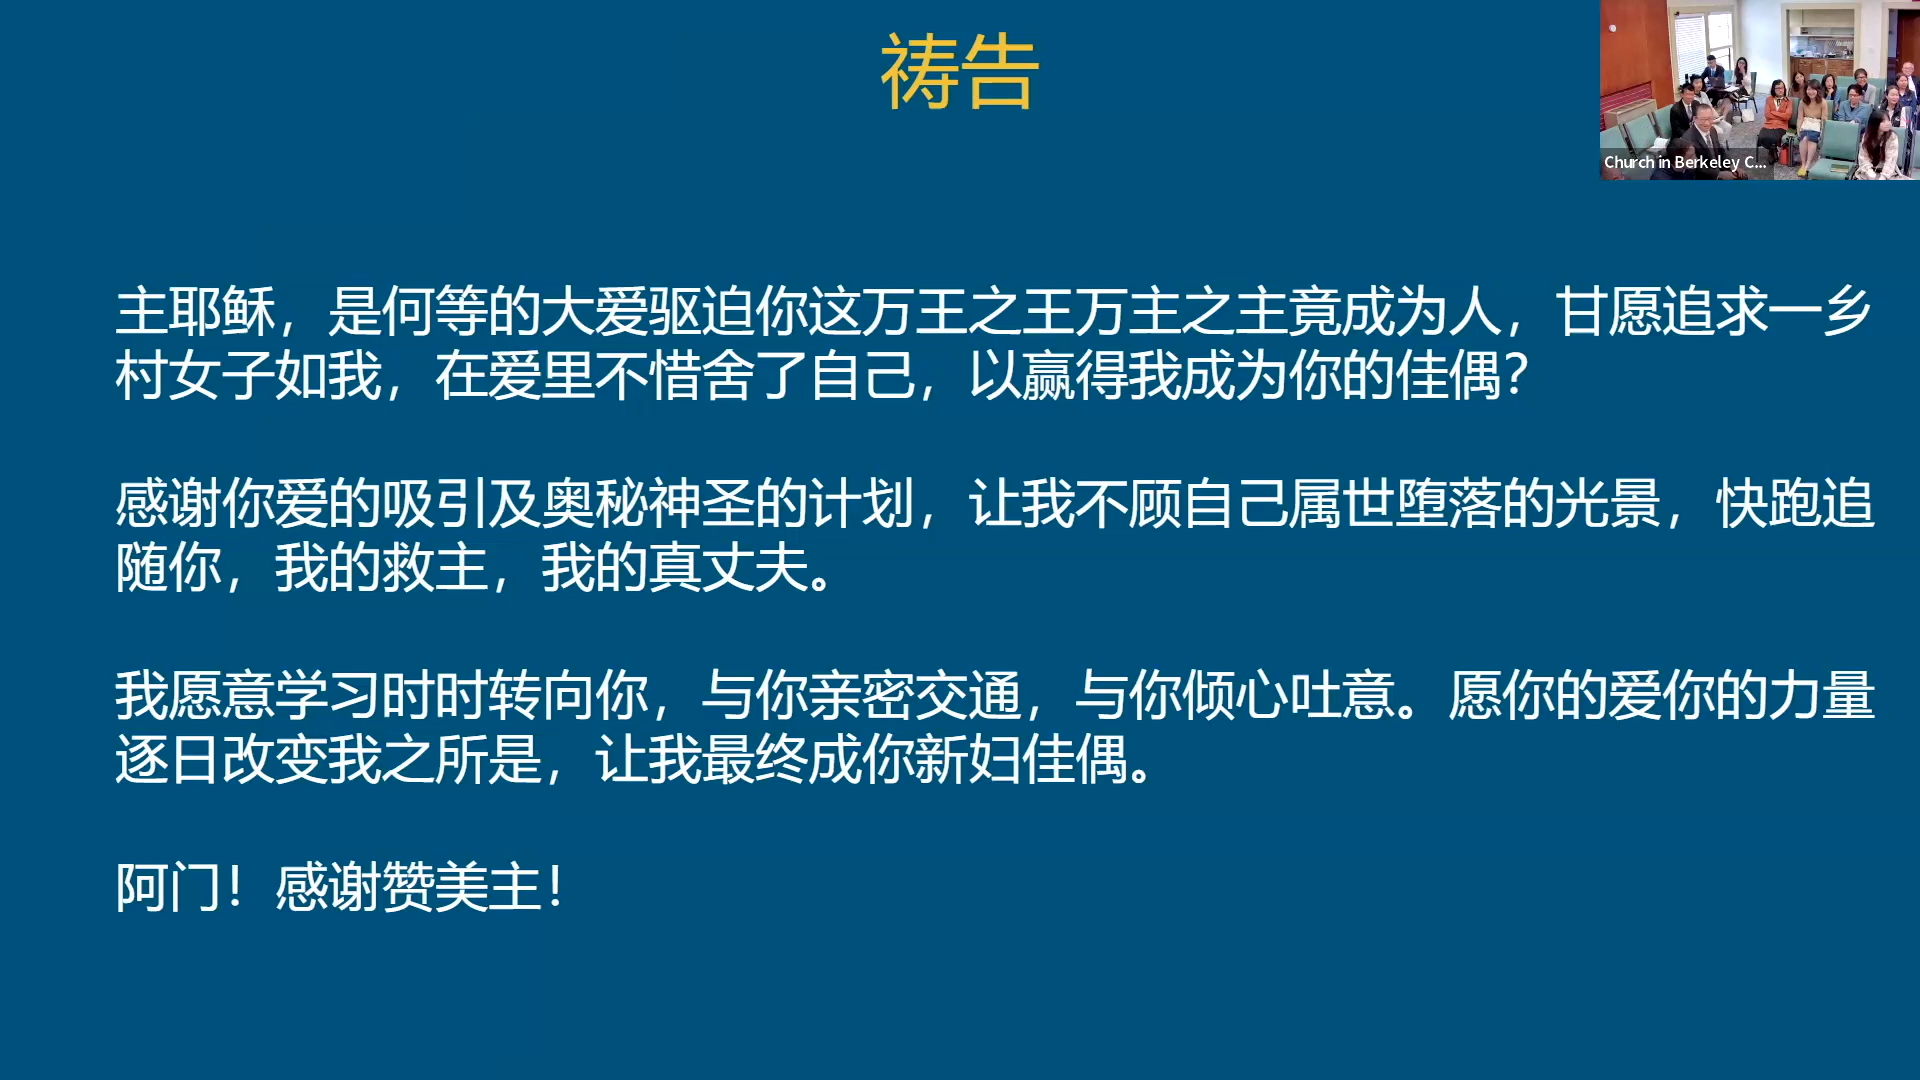 祷告
Church in Berkeley C...
主耶稣，是何等的大爱驱迫你这万王之王万主之主竟成为人，甘愿追求一乡
村女子如我，在爱里不惜舍了自己，以赢得我成为你的佳偶？
感谢你爱的吸引及奥秘神圣的计划，让我不顾自己属世堕落的光景，快跑追
随你，我的救主，我的真丈夫。
我愿意学习时时转向你，与你亲密交通，与你倾心吐意。愿你的爱你的力量
逐日改变我之所是，让我最终成你新妇佳偶。
阿门！感谢赞美主！